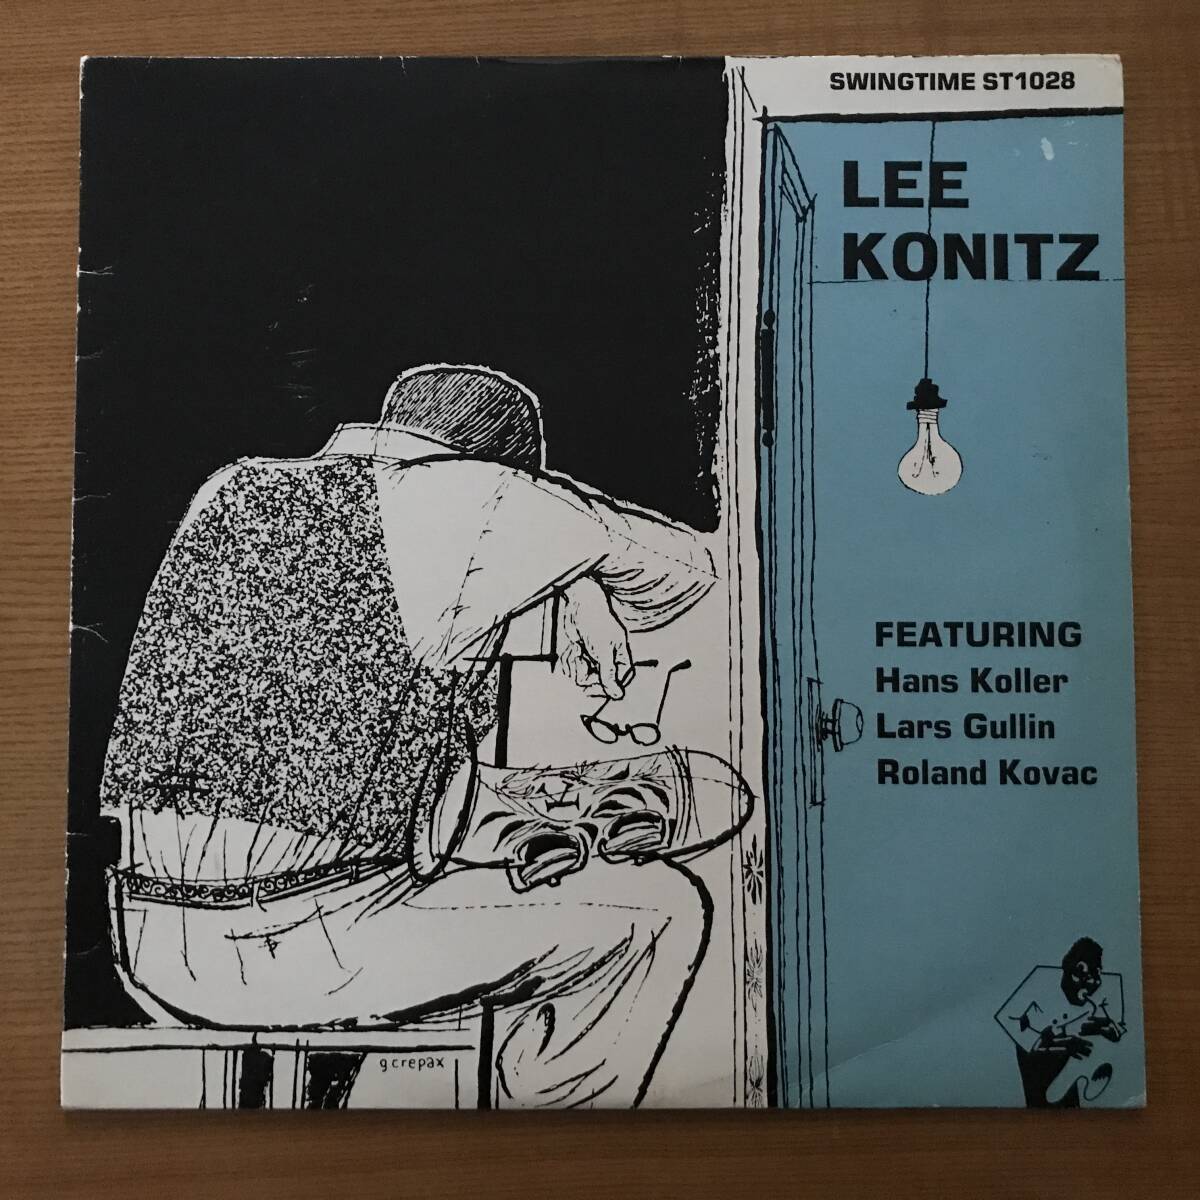 SWINGTIME ST1028
LEE
KONITZ
FEATURING
Hans Koller
Lars Gullin
Roland Kovac
g.crepax